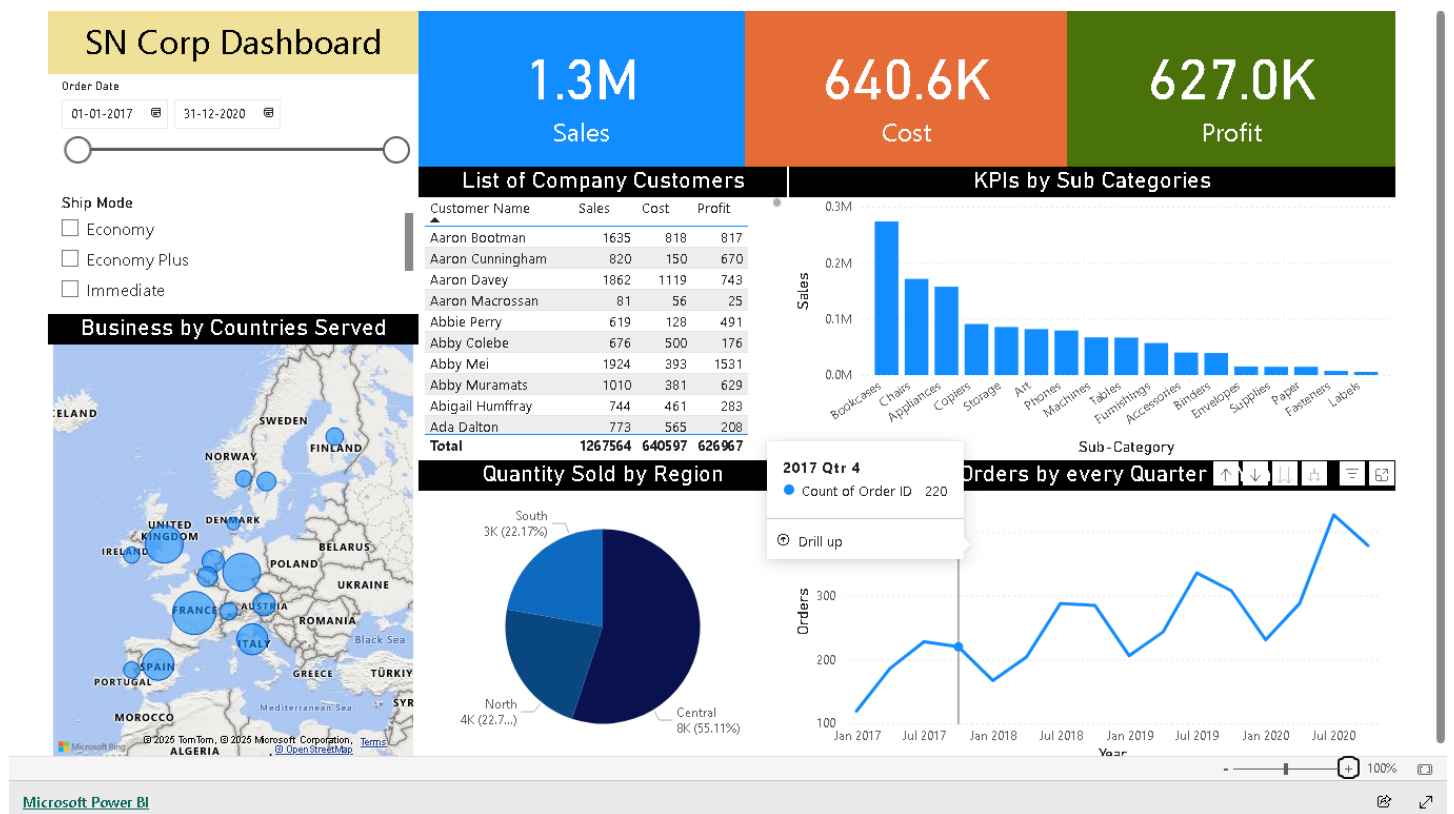 SN Corp Dashboard
Order Date
01-01-2017
31-12-2020
Ship Mode
Economy
Economy Plus
Immediate
1.3M
Sales
640.6K
Cost
627.0K
Profit
List of Company Customers
Customer Name Sales Cost Profit
Aaron Bootman 1635 818 817
Aaron Cunningham 820 150 670
Aaron Davey 1862 1119 743
Aaron Macrossan 81 56 25
Abbie Perry 619 128 491
Abby Colebe 676 500 176
Abby Mei 1924 393 1531
Abby Muramats 1010 381 629
Abigail Humffray 744 461 283
Ada Dalton 773 565 208
Total 1267564 640597 626967
KPIs by Sub Categories
0.3M
0.2M
0.1M
0.0M
Sales
Bookcases
Chairs
Appliances
Copiers
Storage
Art
Phones
Machines
Tables
Furnishings
Accessories
Binders
Envelopes
Supplies
Paper
Fasteners
Labels
Sub-Category
Business by Countries Served
ELAND
SWEDEN
FINLAND
NORWAY
UNITED
KINGDOM
DENMARK
IRELAND
BELARUS
POLAND
UKRAINE
FRANCE
AUSTRIA
ROMANIA
Black Sea
ITALY
SPAIN
PORTUGAL
GREECE
TÜRKIY
Mediterranean Sea
SYR
MOROCCO
ALGERIA
Microsoft Bing
© 2025 TomTom, © 2025 Microsoft Corporation, Terms
© OpenStreetMap
Quantity Sold by Region
South
3K (22.17%)
North
4K (22.7...)
Central
8K (55.11%)
2017 Qtr 4
Count of Order ID 220
Drill up
Orders by every Quarter
Orders
300
200
100
Jan 2017
Jul 2017
Jan 2018
Jul 2018
Jan 2019
Jul 2019
Jan 2020
Jul 2020
Year
- + 100%
Microsoft Power BI